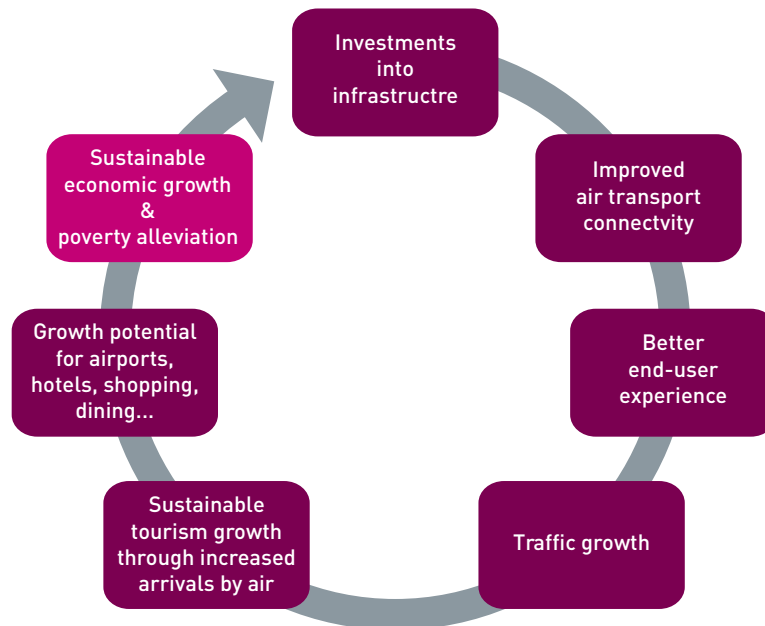 Investments
into
infrastructre
Improved
air transport
connectvity
Better
end-user
experience
Traffic growth
Sustainable
tourism growth
through increased
arrivals by air
Growth potential
for airports,
hotels, shopping,
dining...
Sustainable
economic growth
&
poverty alleviation